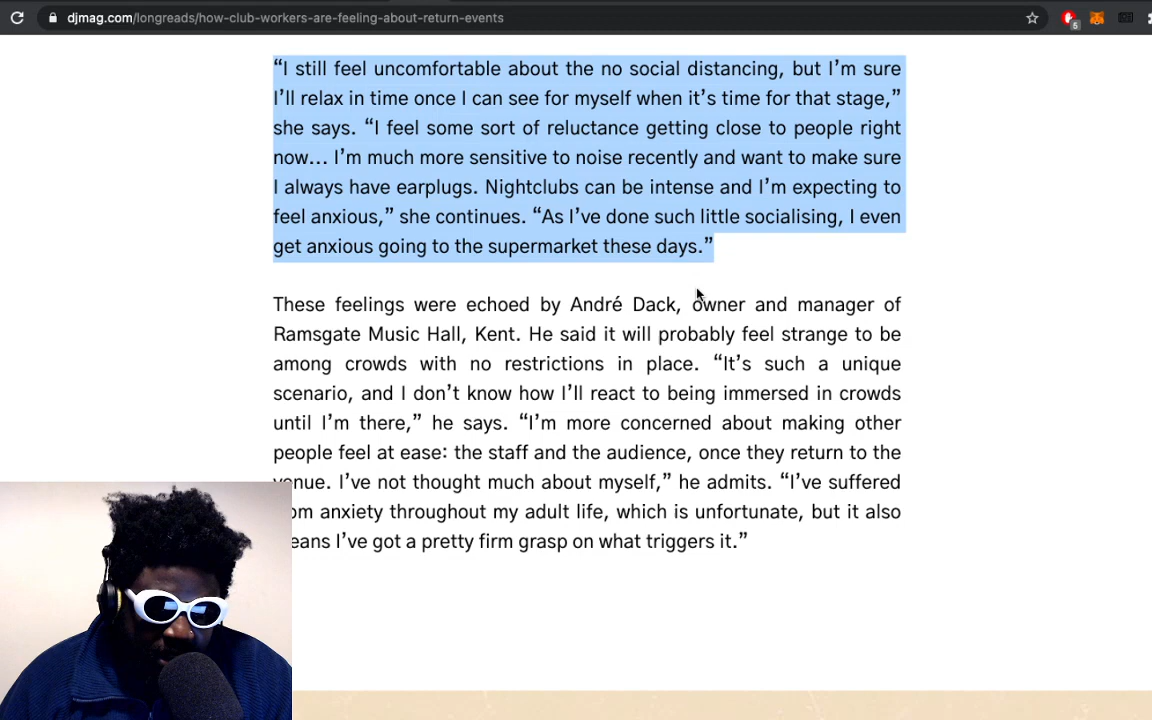 djmag.com/longreads/how-club-workers-are-feeling-about-return-events
5
“I still feel uncomfortable about the no social distancing, but I’m sure
I’ll relax in time once I can see for myself when it’s time for that stage,”
she says. “I feel some sort of reluctance getting close to people right
now... I’m much more sensitive to noise recently and want to make sure
I always have earplugs. Nightclubs can be intense and I’m expecting to
feel anxious,” she continues. “As I’ve done such little socialising, I even
get anxious going to the supermarket these days.”
These feelings were echoed by André Dack, owner and manager of
Ramsgate Music Hall, Kent. He said it will probably feel strange to be
among crowds with no restrictions in place. “It’s such a unique
scenario, and I don’t know how I’ll react to being immersed in crowds
until I’m there,” he says. “I’m more concerned about making other
people feel at ease: the staff and the audience, once they return to the
venue. I’ve not thought much about myself,” he admits. “I’ve suffered
om anxiety throughout my adult life, which is unfortunate, but it also
eans I’ve got a pretty firm grasp on what triggers it.”